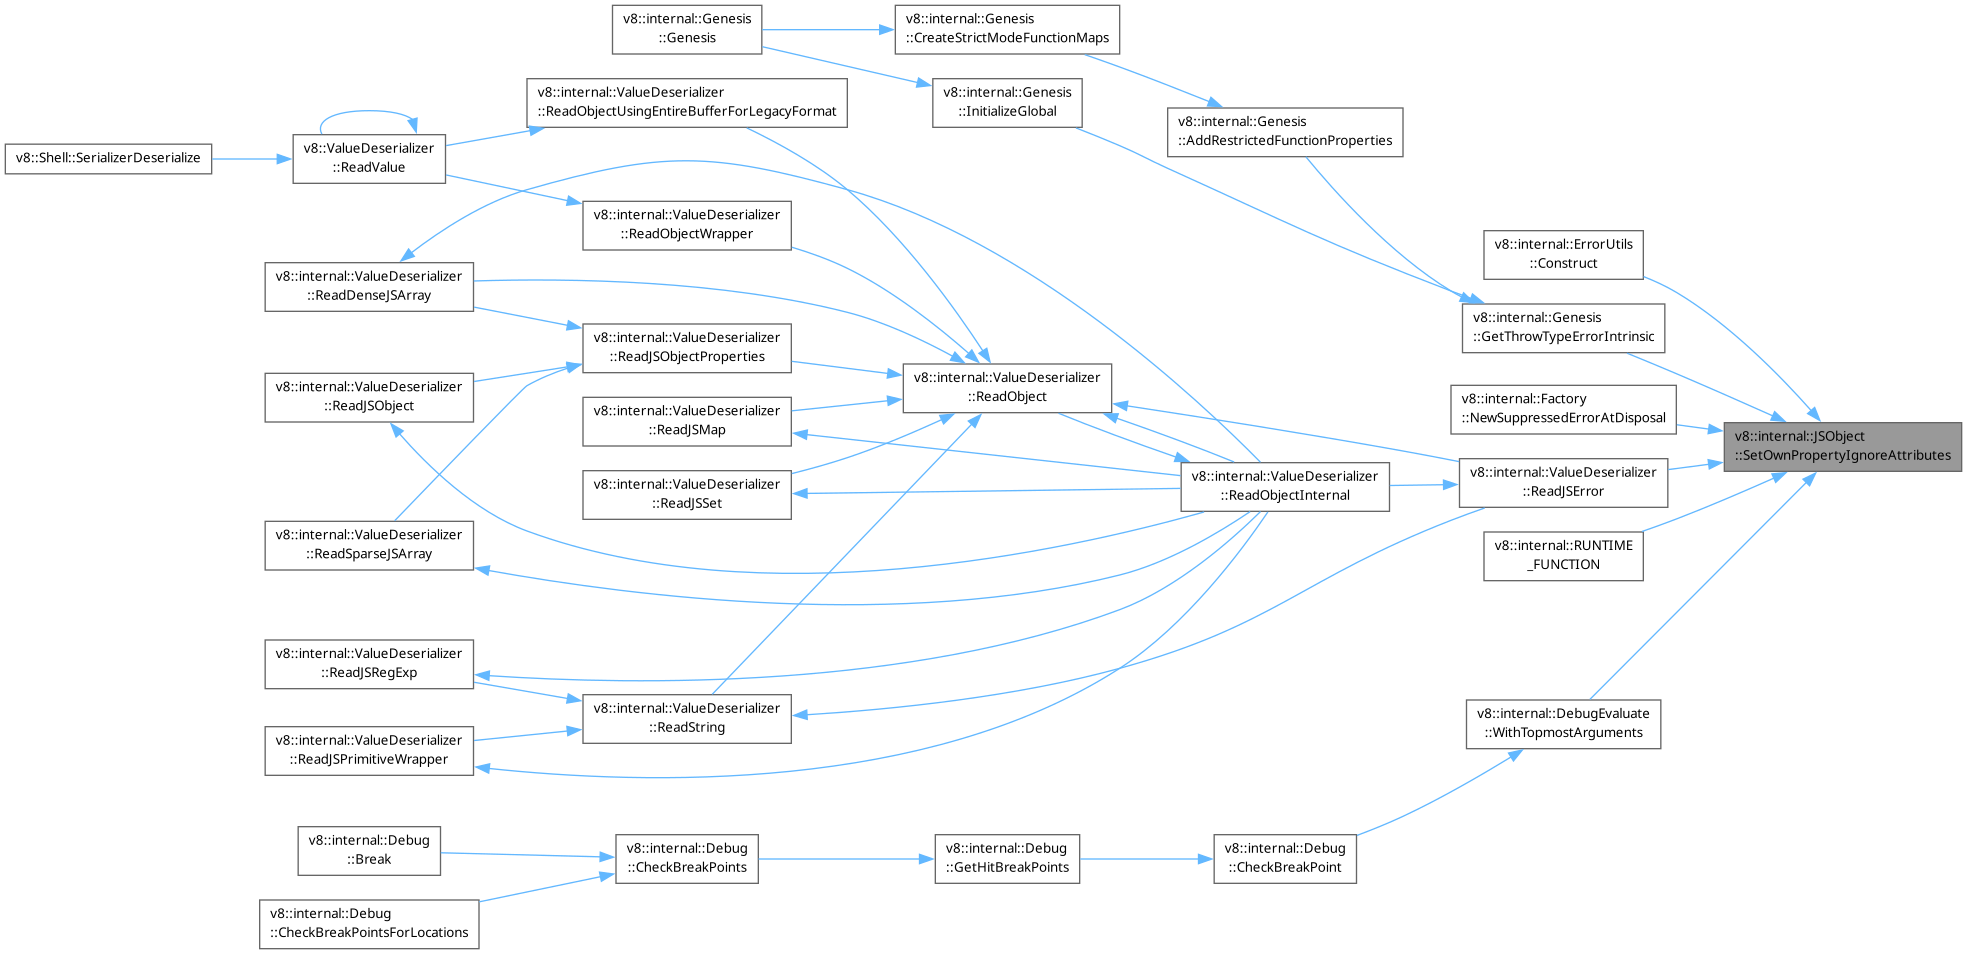 v8::internal::Genesis
::Genesis
v8::internal::Genesis
::CreateStrictModeFunctionMaps
v8::internal::ValueDeserializer
::ReadObjectUsingEntireBufferForLegacyFormat
v8::internal::Genesis
::InitializeGlobal
v8::internal::Genesis
::AddRestrictedFunctionProperties
v8::Shell::SerializerDeserialize
v8::ValueDeserializer
::ReadValue
v8::internal::ValueDeserializer
::ReadObjectWrapper
v8::internal::ErrorUtils
::Construct
v8::internal::ValueDeserializer
::ReadDenseJSArray
v8::internal::Genesis
::GetThrowTypeErrorIntrinsic
v8::internal::ValueDeserializer
::ReadJSObjectProperties
v8::internal::ValueDeserializer
::ReadObject
v8::internal::ValueDeserializer
::ReadJSObject
v8::internal::Factory
::NewSuppressedErrorAtDisposal
v8::internal::ValueDeserializer
::ReadJSMap
v8::internal::JSObject
::SetOwnPropertyIgnoreAttributes
v8::internal::ValueDeserializer
::ReadJSSet
v8::internal::ValueDeserializer
::ReadObjectInternal
v8::internal::ValueDeserializer
::ReadJSError
v8::internal::ValueDeserializer
::ReadSparseJSArray
v8::internal::RUNTIME
_FUNCTION
v8::internal::ValueDeserializer
::ReadJSRegExp
v8::internal::ValueDeserializer
::ReadString
v8::internal::DebugEvaluate
::WithTopmostArguments
v8::internal::ValueDeserializer
::ReadJSPrimitiveWrapper
v8::internal::Debug
::Break
v8::internal::Debug
::CheckBreakPoints
v8::internal::Debug
::GetHitBreakPoints
v8::internal::Debug
::CheckBreakPoint
v8::internal::Debug
::CheckBreakPointsForLocations